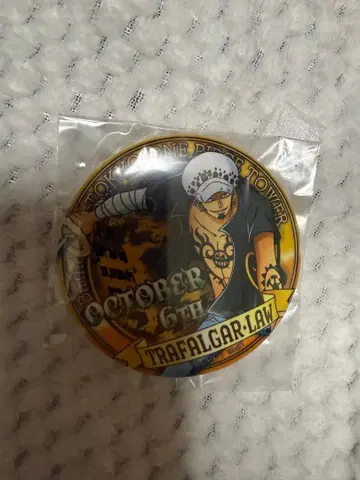 TOKYO ONE PIECE TOWER
OCTOBER
6TH
TRAFALGAR·LAW